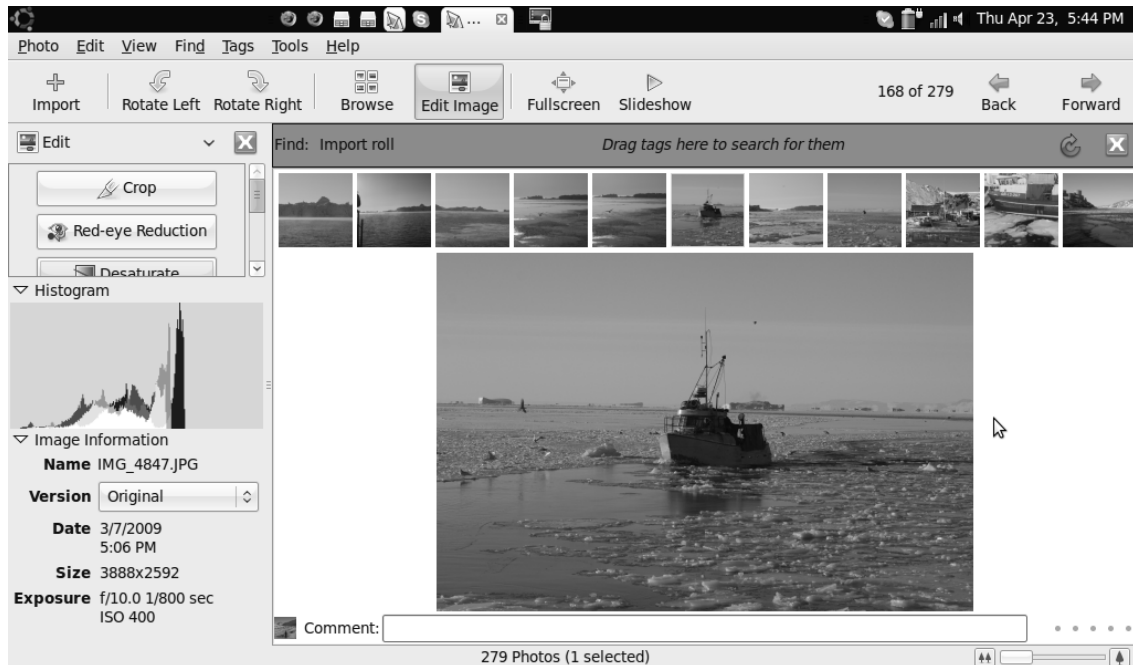 ... Thu Apr 23, 5:44 PM
Photo Edit View Find Tags Tools Help
Import Rotate Left Rotate Right Browse Edit Image Fullscreen Slideshow 168 of 279 Back Forward
Edit
Find: Import roll Drag tags here to search for them
Crop
Red-eye Reduction
Desaturate
Histogram
Image Information
Name IMG_4847.JPG
Version Original
Date 3/7/2009
5:06 PM
Size 3888x2592
Exposure f/10.0 1/800 sec
ISO 400
Comment:
279 Photos (1 selected)